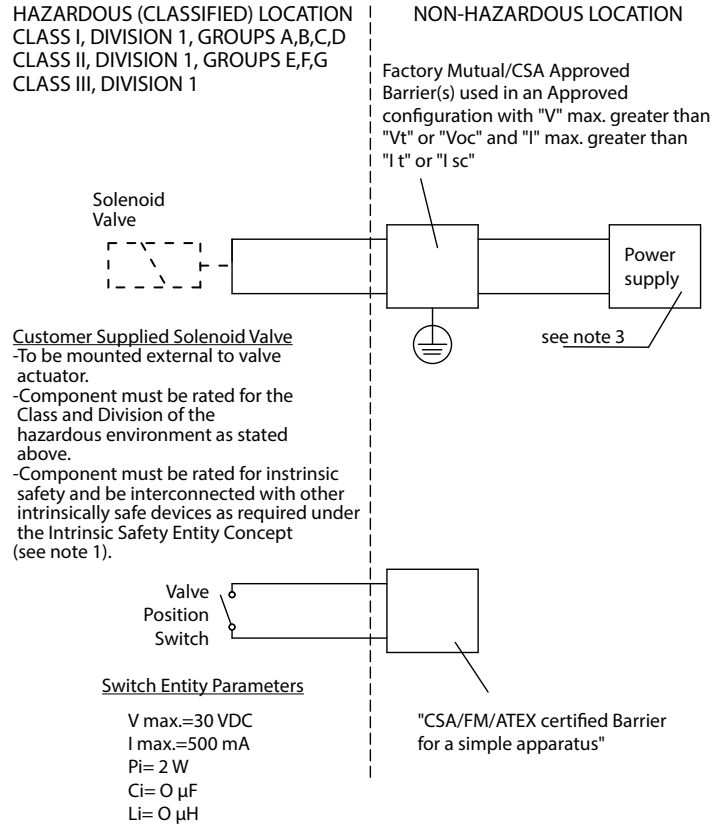 HAZARDOUS (CLASSIFIED) LOCATION
CLASS I, DIVISION 1, GROUPS A,B,C,D
CLASS II, DIVISION 1, GROUPS E,F,G
CLASS III, DIVISION 1
NON-HAZARDOUS LOCATION
Factory Mutual/CSA Approved
Barrier(s) used in an Approved
configuration with "V" max. greater than
"Vt" or "Voc" and "I" max. greater than
"I t" or "I sc"
Solenoid
Valve
Power
supply
see note 3
Customer Supplied Solenoid Valve
-To be mounted external to valve
actuator.
-Component must be rated for the
Class and Division of the
hazardous environment as stated
above.
-Component must be rated for instrinsic
safety and be interconnected with other
intrinsically safe devices as required under
the Intrinsic Safety Entity Concept
(see note 1).
Valve
Position
Switch
Switch Entity Parameters
V max.=30 VDC
I max.=500 mA
Pi= 2 W
Ci= O µF
Li= O µH
"CSA/FM/ATEX certified Barrier
for a simple apparatus"